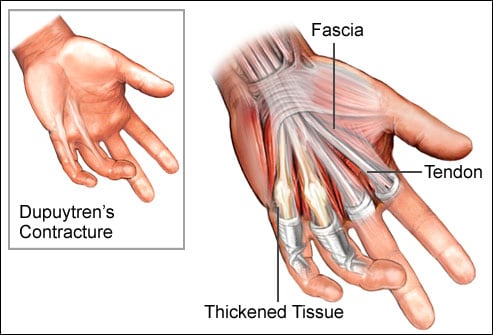 Dupuytren's
Contracture
Fascia
Tendon
Thickened Tissue